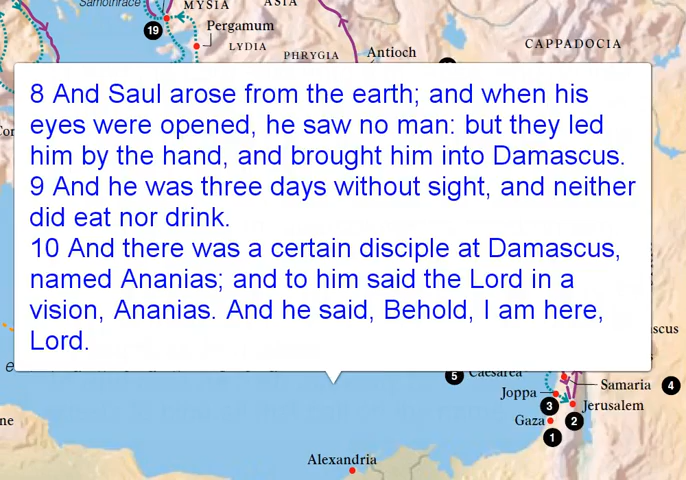 Samothrace
MYSIA
ASIA
19
Pergamum
LYDIA
PHRYGIA
Antioch
CAPPADOCIA
8 And Saul arose from the earth; and when his
eyes were opened, he saw no man: but they led
him by the hand, and brought him into Damascus.
9 And he was three days without sight, and neither
did eat nor drink.
10 And there was a certain disciple at Damascus,
named Ananias; and to him said the Lord in a
vision, Ananias. And he said, Behold, I am here,
Lord.
5
Caesarea
Samaria
4
Joppa
3
Jerusalem
Gaza
2
1
Alexandria